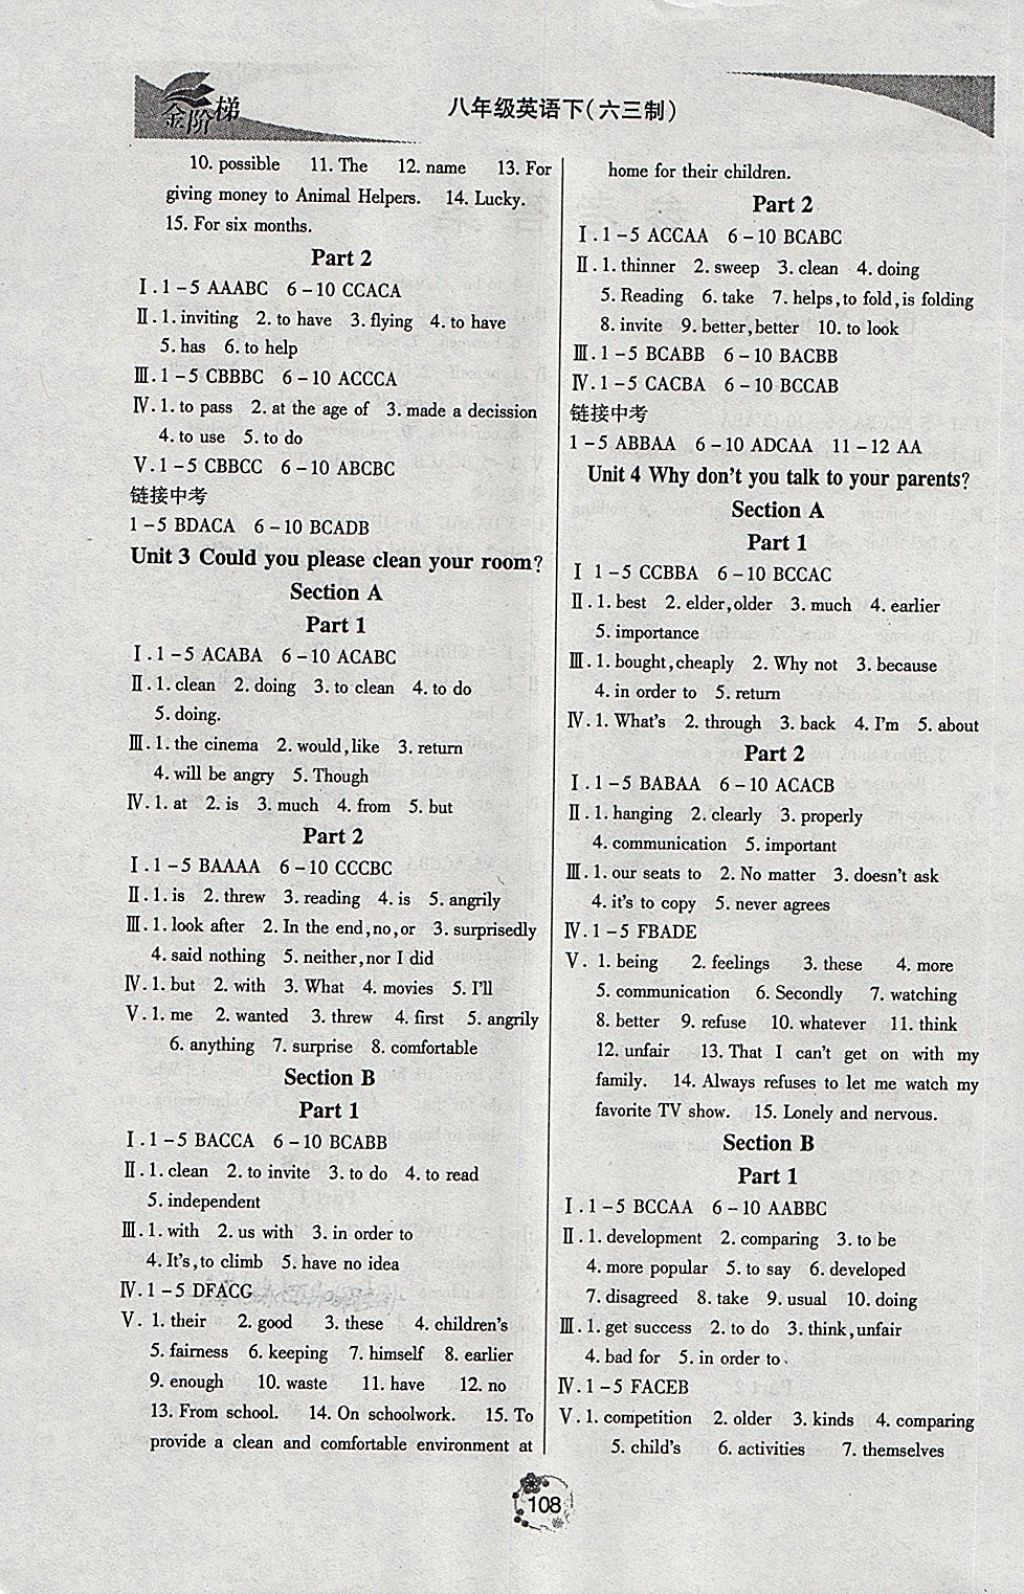 金阶梯
八年级英语下(六三制)
10. possible 11. The 12. name 13. For
giving money to Animal Helpers. 14. Lucky.
15. For six months.
Part 2
Ⅰ.1-5 AAABC 6-10 CCACA
Ⅱ.1. inviting 2. to have 3. flying 4. to have
5. has 6. to help
Ⅲ.1-5 CBBBC 6-10 ACCCA
Ⅳ.1. to pass 2. at the age of 3. made a decission
4. to use 5. to do
Ⅴ.1-5 CBBCC 6-10 ABCBC
链接中考
1-5 BDACA 6-10 BCADB
Unit 3 Could you please clean your room?
Section A
Part 1
Ⅰ.1-5 ACABA 6-10 ACABC
Ⅱ.1. clean 2. doing 3. to clean 4. to do
5. doing.
Ⅲ.1. the cinema 2. would,like 3. return
4. will be angry 5. Though
Ⅳ.1. at 2. is 3. much 4. from 5. but
Part 2
Ⅰ.1-5 BAAAA 6-10 CCCBC
Ⅱ.1. is 2. threw 3. reading 4. is 5. angrily
Ⅲ.1. look after 2. In the end,no,or 3. surprisedly
4. said nothing 5. neither,nor I did
Ⅳ.1. but 2. with 3. What 4. movies 5. I'll
Ⅴ.1. me 2. wanted 3. threw 4. first 5. angrily
6. anything 7. surprise 8. comfortable
Section B
Part 1
Ⅰ.1-5 BACCA 6-10 BCABB
Ⅱ.1. clean 2. to invite 3. to do 4. to read
5. independent
Ⅲ.1. with 2. us with 3. in order to
4. It's,to climb 5. have no idea
Ⅳ.1-5 DFACG
Ⅴ. 1. their 2. good 3. these 4. children's
5. fairness 6. keeping 7. himself 8. earlier
9. enough 10. waste 11. have 12. no
13. From school. 14. On schoolwork. 15. To
provide a clean and comfortable environment at
home for their children.
Part 2
Ⅰ.1-5 ACCAA 6-10 BCABC
Ⅱ.1. thinner 2. sweep 3. clean 4. doing
5. Reading 6. take 7. helps,to fold,is folding
8. invite 9. better,better 10. to look
Ⅲ.1-5 BCABB 6-10 BACBB
Ⅳ.1-5 CACBA 6-10 BCCAB
链接中考
1-5 ABBAA 6-10 ADCAA 11-12 AA
Unit 4 Why don't you talk to your parents?
Section A
Part 1
Ⅰ 1-5 CCBBA 6-10 BCCAC
Ⅱ.1. best 2. elder,older 3. much 4. earlier
5. importance
Ⅲ.1. bought,cheaply 2. Why not 3. because
4. in order to 5. return
Ⅳ.1. What's 2. through 3. back 4. I'm 5. about
Part 2
Ⅰ.1-5 BABAA 6-10 ACACB
Ⅱ.1. hanging 2. clearly 3. properly
4. communication 5. important
Ⅲ.1. our seats to 2. No matter 3. doesn't ask
4. it's to copy 5. never agrees
Ⅳ.1-5 FBADE
Ⅴ. 1. being 2. feelings 3. these 4. more
5. communication 6. Secondly 7. watching
8. better 9. refuse 10. whatever 11. think
12. unfair 13. That I can't get on with my
family. 14. Always refuses to let me watch my
favorite TV show. 15. Lonely and nervous.
Section B
Part 1
Ⅰ.1-5 BCCAA 6-10 AABBC
Ⅱ.1. development 2. comparing 3. to be
4. more popular 5. to say 6. developed
7. disagreed 8. take 9. usual 10. doing
Ⅲ.1. get success 2. to do 3. think,unfair
4. bad for 5. in order to
Ⅳ.1-5 FACEB
Ⅴ.1. competition 2. older 3. kinds 4. comparing
5. child's 6. activities 7. themselves
108